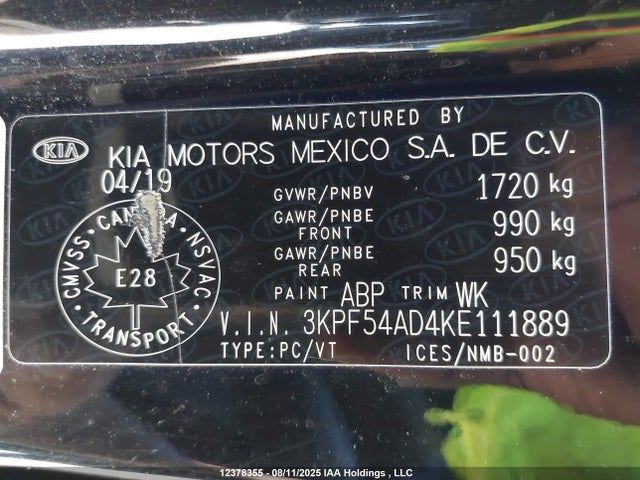 MANUFACTURED BY
KIA KIA MOTORS MEXICO S.A. DE C.V.
04/19
GVWR/PNBV 1720 kg
GAWR/PNBE FRONT 990 kg
GAWR/PNBE REAR 950 kg
PAINT ABP TRIM WK
V.I.N. 3KPF54AD4KE111889
TYPE:PC/VT ICES/NMB-002
CMVSS CANADA NSVAC
E28
TRANSPORT
12378355 - 08/11/2025 IAA Holdings , LLC